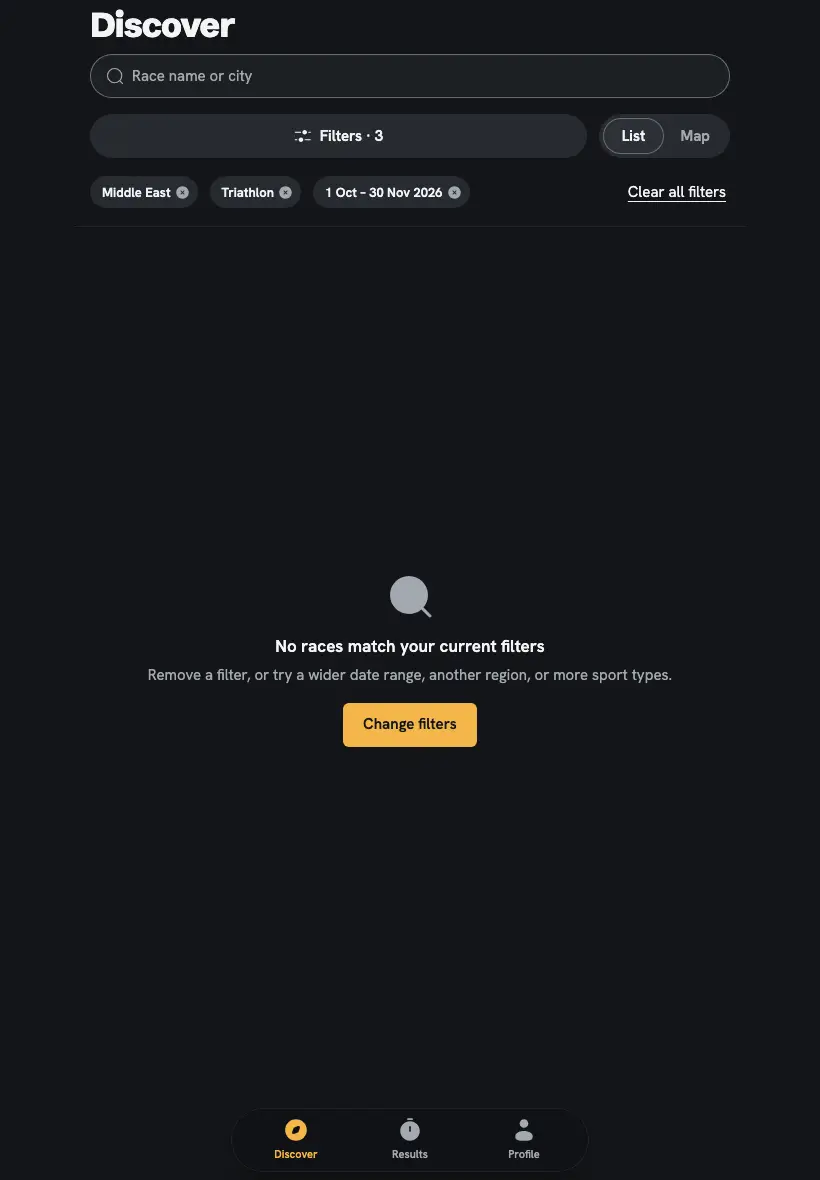 Discover
Race name or city
Filters · 3
List
Map
Middle East
Triathlon
1 Oct – 30 Nov 2026
Clear all filters
No races match your current filters
Remove a filter, or try a wider date range, another region, or more sport types.
Change filters
Discover
Results
Profile